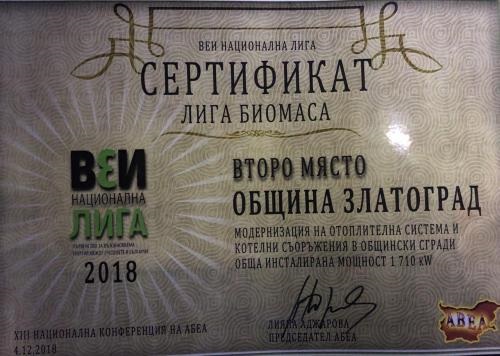 ВЕИ НАЦИОНАЛНА ЛИГА
СЕРТИФИКАТ
ЛИГА БИОМАСА
ВЕИ
НАЦИОНАЛНА
ЛИГА
2018
ВТОРО МЯСТО
ОБЩИНА ЗЛАТОГРАД
МОДЕРНИЗАЦИЯ НА ОТОПЛИТЕЛНА СИСТЕМА И
КОТЕЛНИ СЪОРЪЖЕНИЯ В ОБЩИНСКИ СГРАДИ
ОБЩА ИНСТАЛИРАНА МОЩНОСТ 1 710 kW
ЛИЯНА АДЖАРОВА
ПРЕДСЕДАТЕЛ АБЕА
XIII НАЦИОНАЛНА КОНФЕРЕНЦИЯ НА АБЕА
4.12.2018
ABEA